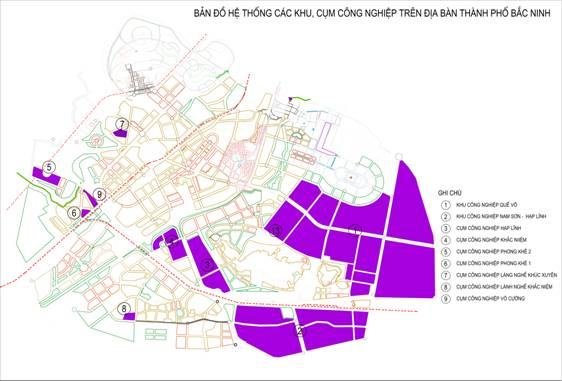 BẢN ĐỒ HỆ THỐNG CÁC KHU, CỤM CÔNG NGHIỆP TRÊN ĐỊA BÀN THÀNH PHỐ BẮC NINH
7
5
9
6
3
1
3
8
2
GHI CHÚ
1 KHU CÔNG NGHIỆP QUẾ VÕ
2 KHU CÔNG NGHIỆP NAM SƠN - HẠP LĨNH
3 CỤM CÔNG NGHIỆP HẠP LĨNH
4 CỤM CÔNG NGHIỆP KHẮC NIỆM
5 CỤM CÔNG NGHIỆP PHONG KHÊ 2
6 CỤM CÔNG NGHIỆP PHONG KHÊ 1
7 CỤM CÔNG NGHIỆP LÀNG NGHỀ KHÚC XUYÊN
8 CỤM CÔNG NGHIỆP LÀNH NGHỀ KHẮC NIỆM
9 CỤM CÔNG NGHIỆP VÕ CƯỜNG